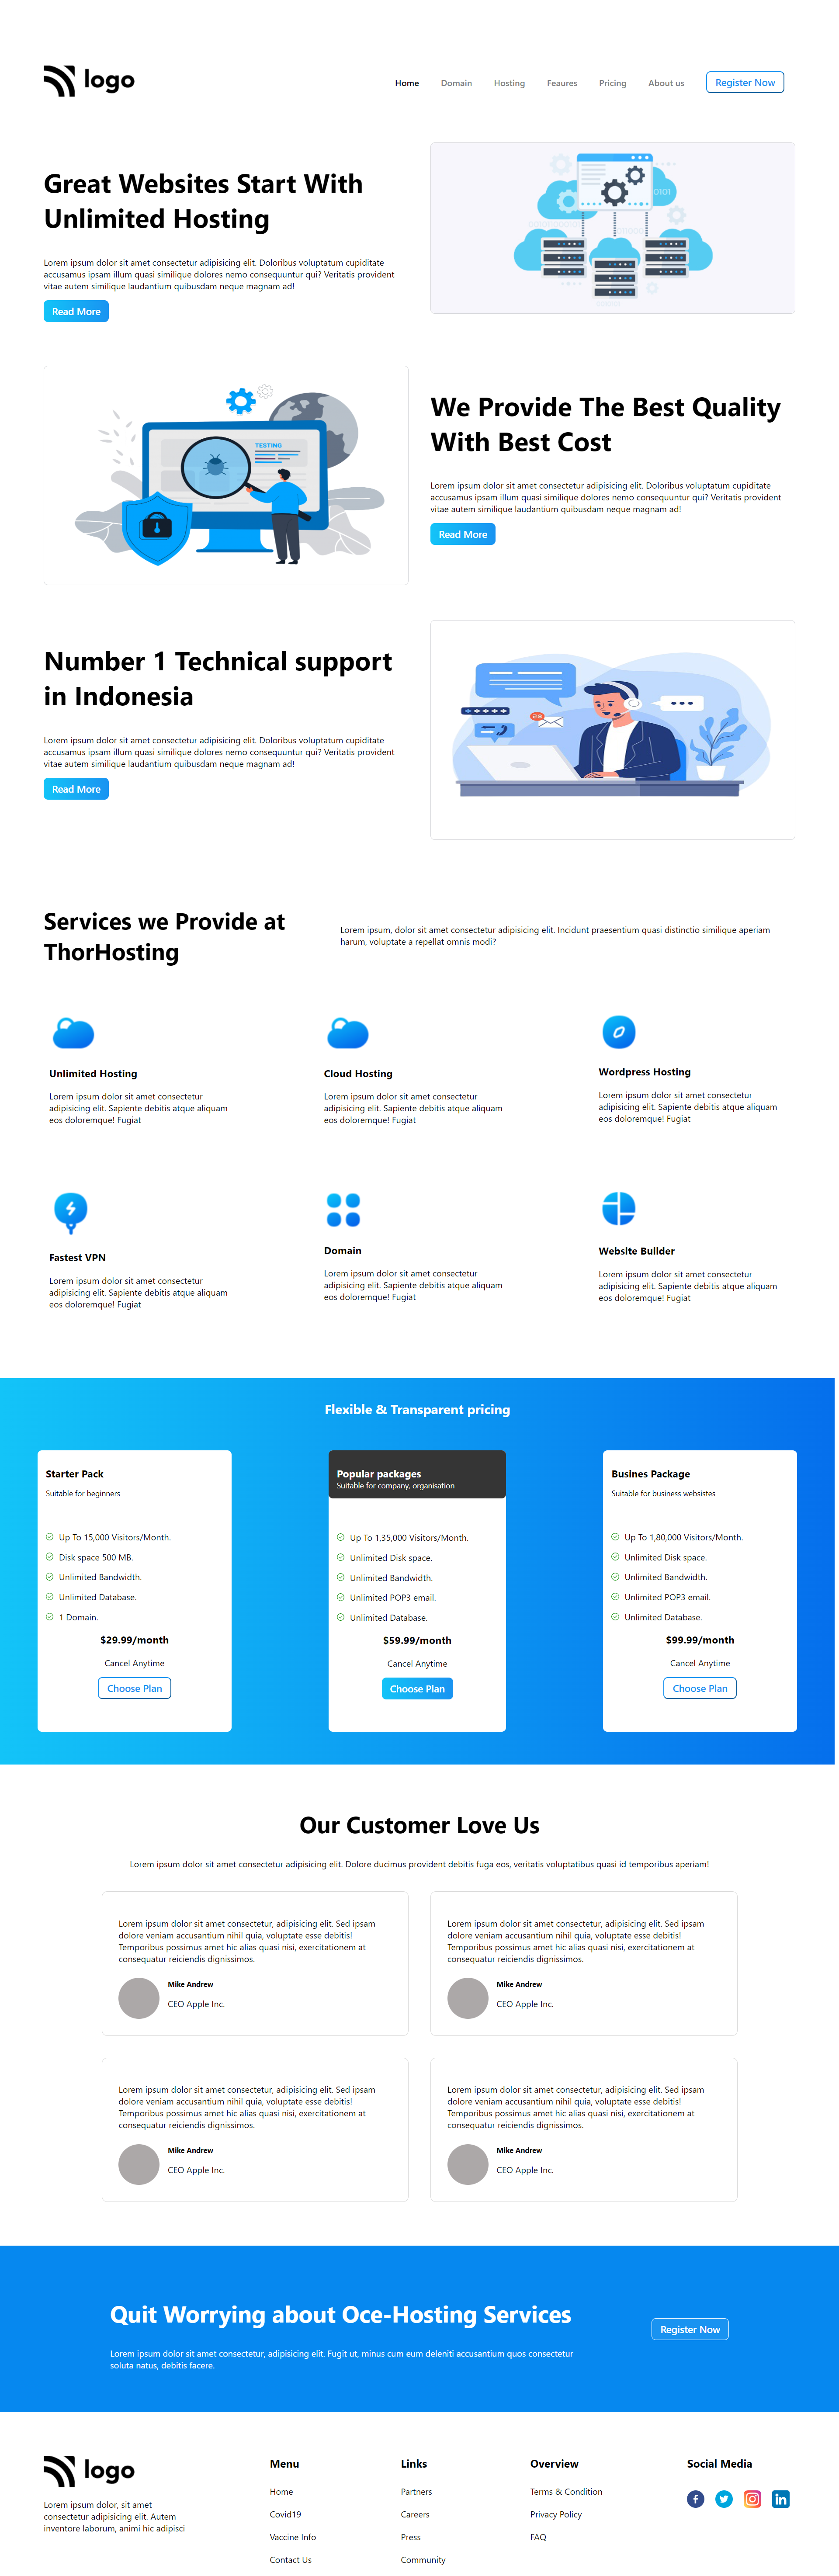 logo
Home Domain Hosting Feaures Pricing About us Register Now
Great Websites Start With
Unlimited Hosting
Lorem ipsum dolor sit amet consectetur adipisicing elit. Doloribus voluptatum cupiditate
accusamus ipsam illum quasi similique dolores nemo consequuntur qui? Veritatis provident
vitae autem similique laudantium quibusdam neque magnam ad!
Read More
0101
TESTING
We Provide The Best Quality
With Best Cost
Lorem ipsum dolor sit amet consectetur adipisicing elit. Doloribus voluptatum cupiditate
accusamus ipsam illum quasi similique dolores nemo consequuntur qui? Veritatis provident
vitae autem similique laudantium quibusdam neque magnam ad!
Read More
Number 1 Technical support
in Indonesia
Lorem ipsum dolor sit amet consectetur adipisicing elit. Doloribus voluptatum cupiditate
accusamus ipsam illum quasi similique dolores nemo consequuntur qui? Veritatis provident
vitae autem similique laudantium quibusdam neque magnam ad!
Read More
Services we Provide at
ThorHosting
Lorem ipsum, dolor sit amet consectetur adipisicing elit. Incidunt praesentium quasi distinctio similique aperiam
harum, voluptate a repellat omnis modi?
Unlimited Hosting
Lorem ipsum dolor sit amet consectetur
adipisicing elit. Sapiente debitis atque aliquam
eos doloremque! Fugiat
Cloud Hosting
Lorem ipsum dolor sit amet consectetur
adipisicing elit. Sapiente debitis atque aliquam
eos doloremque! Fugiat
Wordpress Hosting
Lorem ipsum dolor sit amet consectetur
adipisicing elit. Sapiente debitis atque aliquam
eos doloremque! Fugiat
Fastest VPN
Lorem ipsum dolor sit amet consectetur
adipisicing elit. Sapiente debitis atque aliquam
eos doloremque! Fugiat
Domain
Lorem ipsum dolor sit amet consectetur
adipisicing elit. Sapiente debitis atque aliquam
eos doloremque! Fugiat
Website Builder
Lorem ipsum dolor sit amet consectetur
adipisicing elit. Sapiente debitis atque aliquam
eos doloremque! Fugiat
Flexible & Transparent pricing
Starter Pack
Suitable for beginners
Up To 15,000 Visitors/Month.
Disk space 500 MB.
Unlimited Bandwidth.
Unlimited Database.
1 Domain.
$29.99/month
Cancel Anytime
Choose Plan
Popular packages
Suitable for company, organisation
Up To 1,35,000 Visitors/Month.
Unlimited Disk space.
Unlimited Bandwidth.
Unlimited POP3 email.
Unlimited Database.
$59.99/month
Cancel Anytime
Choose Plan
Busines Package
Suitable for business websistes
Up To 1,80,000 Visitors/Month.
Unlimited Disk space.
Unlimited Bandwidth.
Unlimited POP3 email.
Unlimited Database.
$99.99/month
Cancel Anytime
Choose Plan
Our Customer Love Us
Lorem ipsum dolor sit amet consectetur adipisicing elit. Dolore ducimus provident debitis fuga eos, veritatis voluptatibus quasi id temporibus aperiam!
Lorem ipsum dolor sit amet consectetur, adipisicing elit. Sed ipsam
dolore veniam accusantium nihil quia, voluptate esse debitis!
Temporibus possimus amet hic alias quasi nisi, exercitationem at
consequatur reiciendis dignissimos.
Mike Andrew
CEO Apple Inc.
Lorem ipsum dolor sit amet consectetur, adipisicing elit. Sed ipsam
dolore veniam accusantium nihil quia, voluptate esse debitis!
Temporibus possimus amet hic alias quasi nisi, exercitationem at
consequatur reiciendis dignissimos.
Mike Andrew
CEO Apple Inc.
Lorem ipsum dolor sit amet consectetur, adipisicing elit. Sed ipsam
dolore veniam accusantium nihil quia, voluptate esse debitis!
Temporibus possimus amet hic alias quasi nisi, exercitationem at
consequatur reiciendis dignissimos.
Mike Andrew
CEO Apple Inc.
Lorem ipsum dolor sit amet consectetur, adipisicing elit. Sed ipsam
dolore veniam accusantium nihil quia, voluptate esse debitis!
Temporibus possimus amet hic alias quasi nisi, exercitationem at
consequatur reiciendis dignissimos.
Mike Andrew
CEO Apple Inc.
Quit Worrying about Oce-Hosting Services
Lorem ipsum dolor sit amet consectetur, adipisicing elit. Fugit ut, minus cum eum deleniti accusantium quos consectetur
soluta natus, debitis facere.
Register Now
logo
Lorem ipsum dolor, sit amet
consectetur adipisicing elit. Autem
inventore laborum, animi hic adipisci
Menu
Home
Covid19
Vaccine Info
Contact Us
Links
Partners
Careers
Press
Community
Overview
Terms & Condition
Privacy Policy
FAQ
Social Media